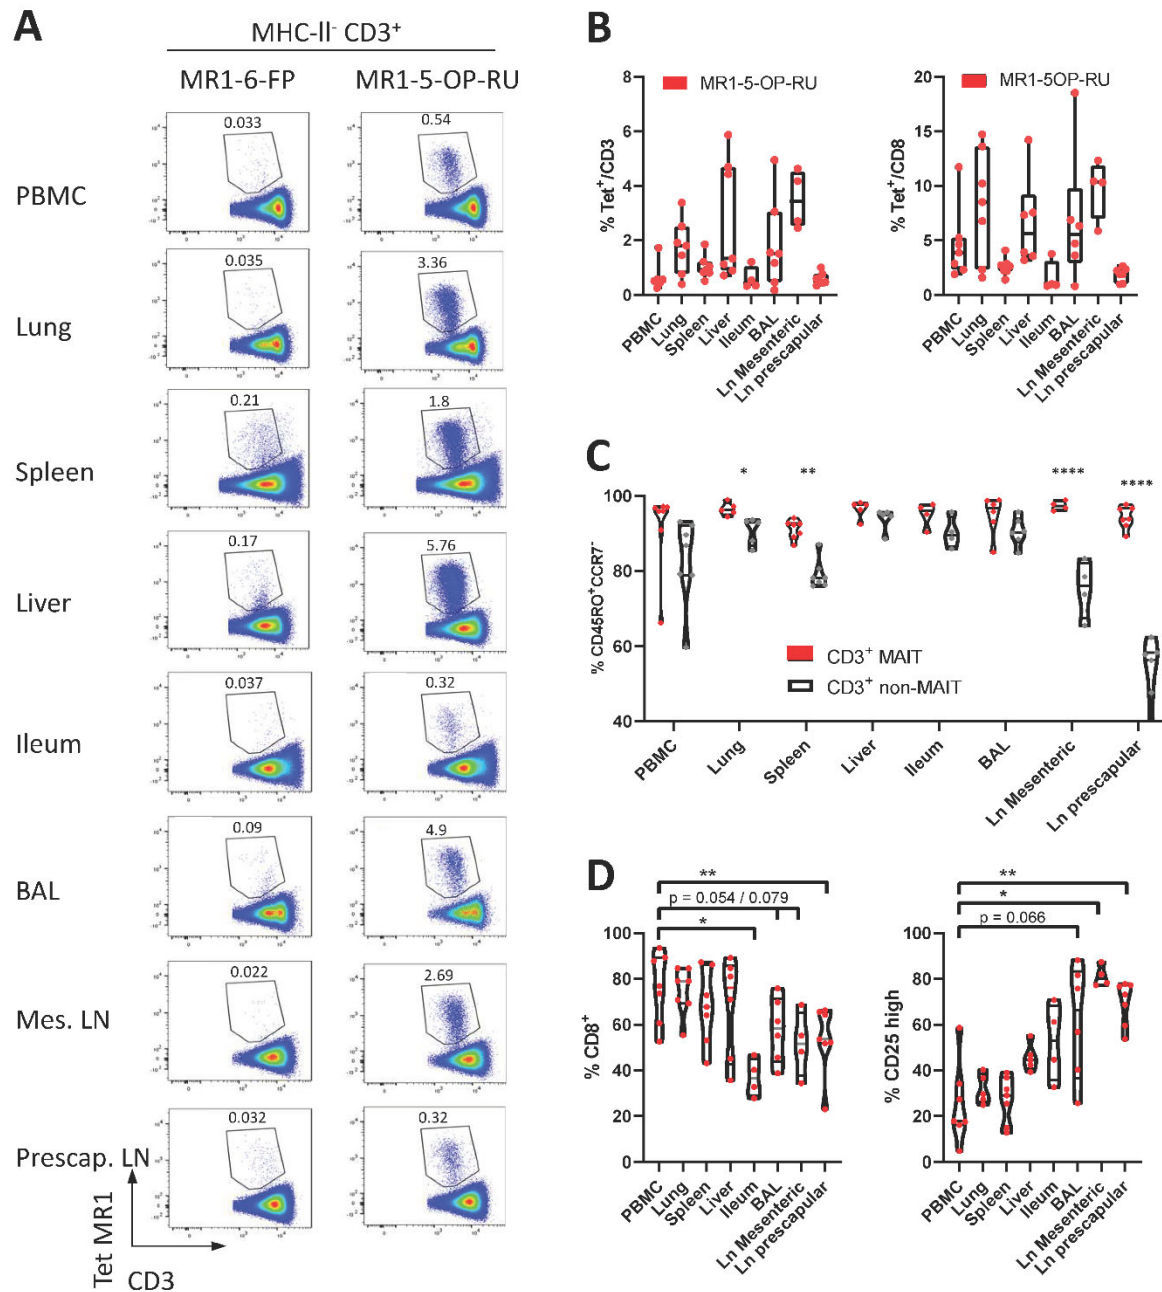 A
MHC-ll- CD3+
MR1-6-FP MR1-5-OP-RU
PBMC 0.033 0.54
Lung 0.035 3.36
Spleen 0.21 1.8
Liver 0.17 5.76
Ileum 0.037 0.32
BAL 0.09 4.9
Mes. LN 0.022 2.69
Prescap. LN 0.032 0.32
Tet MR1
CD3
B
MR1-5-OP-RU
% Tet+/CD3
8
6
4
2
0
PBMC Lung Spleen Liver Ileum BAL Ln Mesenteric Ln prescapular
MR1-5OP-RU
% Tet+/CD8
20
15
10
5
0
PBMC Lung Spleen Liver Ileum BAL Ln Mesenteric Ln prescapular
C
* ** **** ****
% CD45RO+CCR7-
100
80
60
40
CD3+ MAIT
CD3+ non-MAIT
PBMC Lung Spleen Liver Ileum BAL Ln Mesenteric Ln prescapular
D
**
p = 0.054 / 0.079
*
% CD8+
100
80
60
40
20
0
PBMC Lung Spleen Liver Ileum BAL Ln Mesenteric Ln prescapular
**
*
p = 0.066
% CD25 high
100
80
60
40
20
0
PBMC Lung Spleen Liver Ileum BAL Ln Mesenteric Ln prescapular